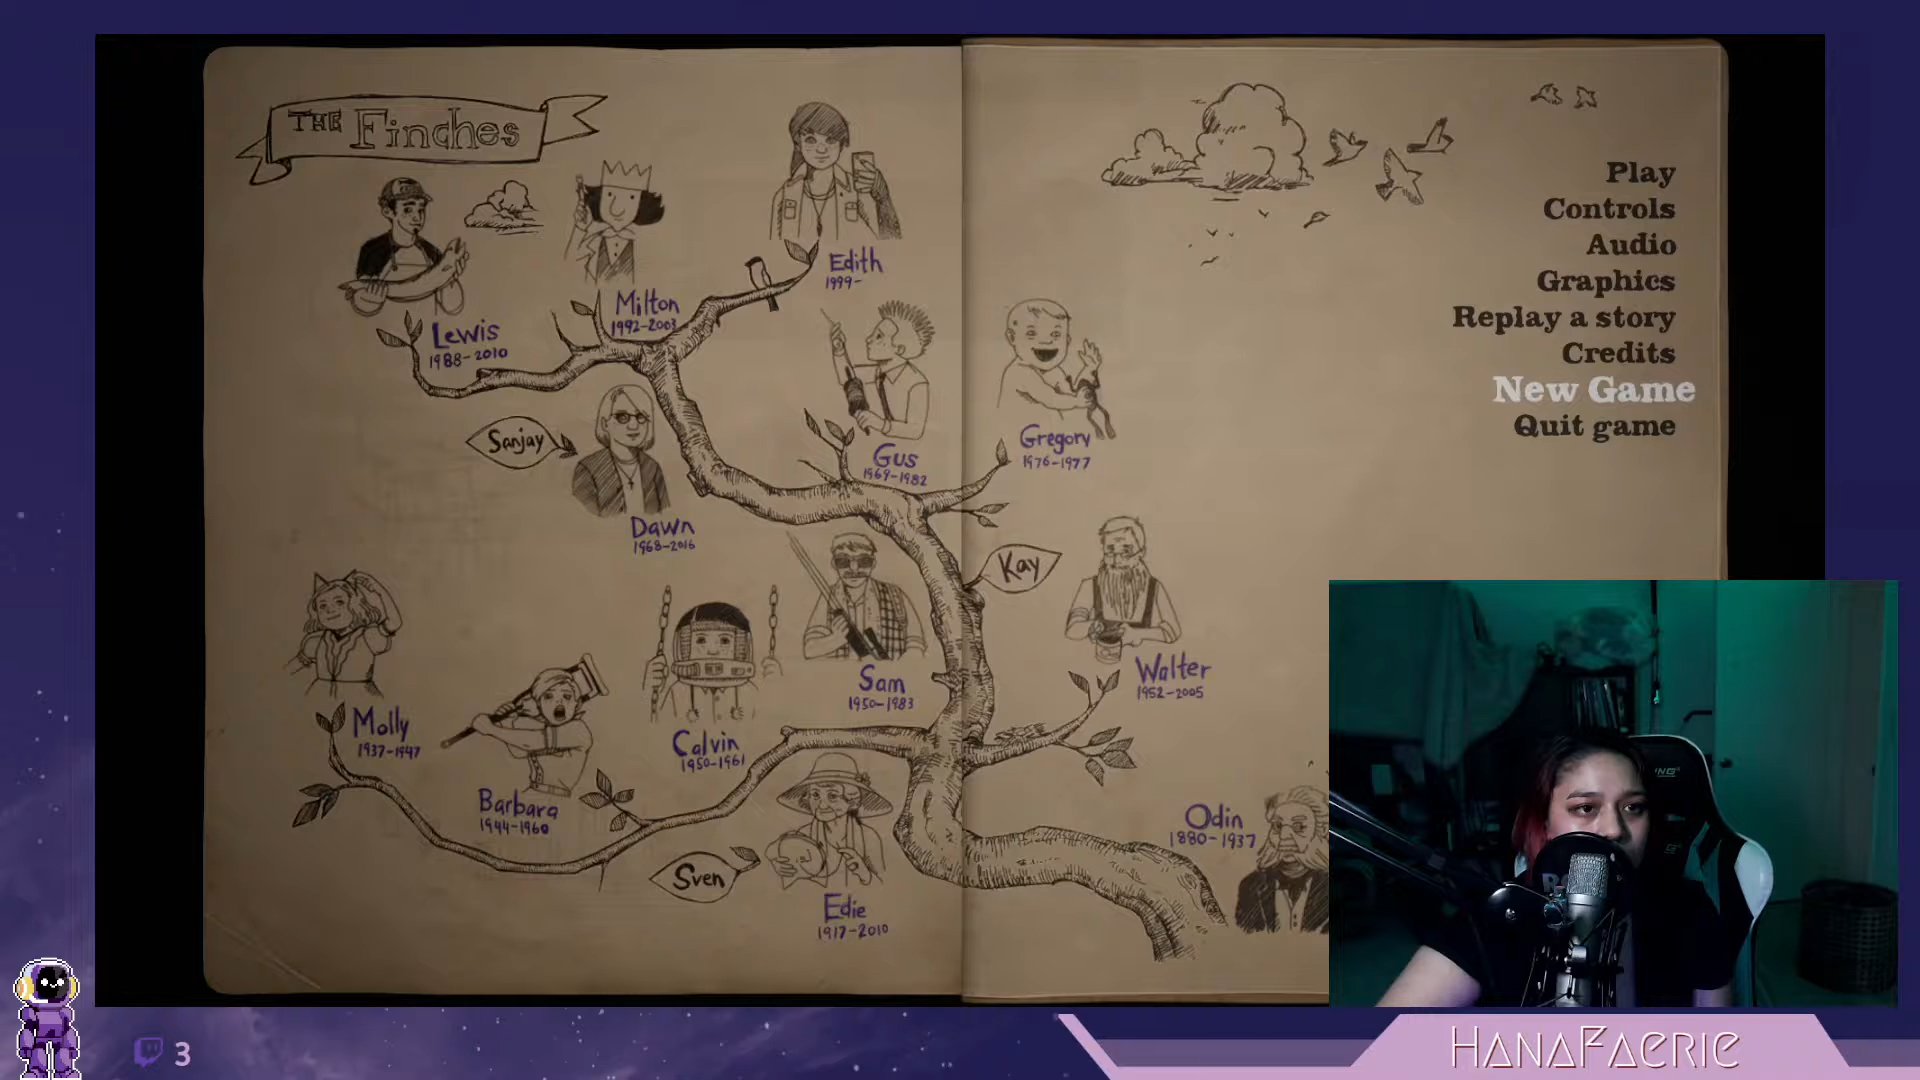 THE Finches
Edith
1999-
Milton
1992-2003
Lewis
1988-2010
Sanjay
Dawn
1968-2016
Gus
1969-1982
Gregory
1976-1977
Kay
Sam
1950-1983
Walter
1952-2005
Molly
1937-1947
Barbara
1944-1960
Calvin
1950-1961
Sven
Edie
1917-2010
Odin
1880-1937
Play
Controls
Audio
Graphics
Replay a story
Credits
New Game
Quit game
3
HANAFAERIE